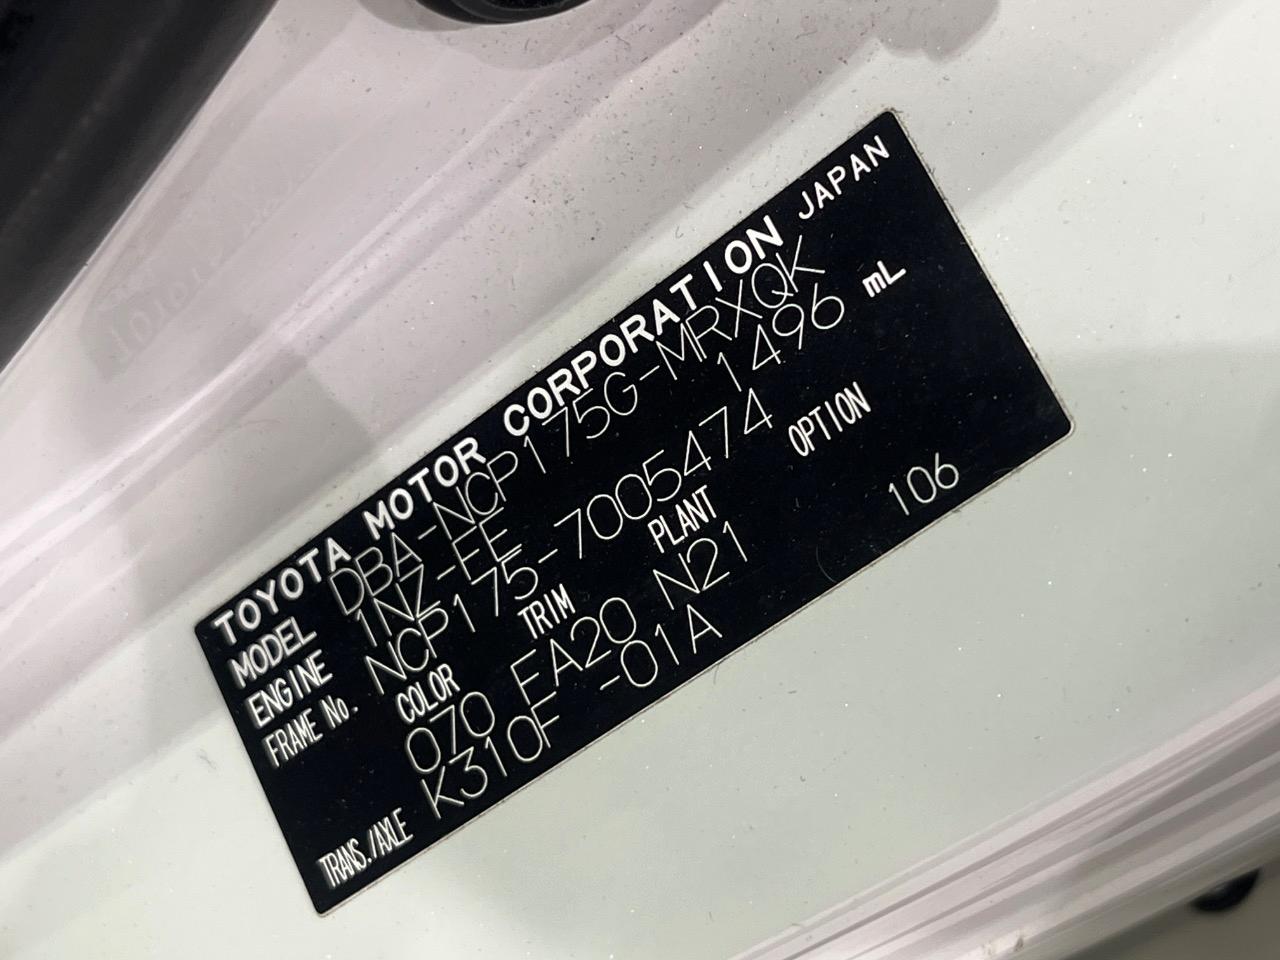 TOYOTA MOTOR CORPORATION JAPAN
MODEL DBA-NCP175G-MRXQK
ENGINE 1NZ-FE 1496 mL
FRAME No. NCP175-7005474
COLOR TRIM PLANT OPTION
070 FA20 N21 106
TRANS./AXLE K310F -01A